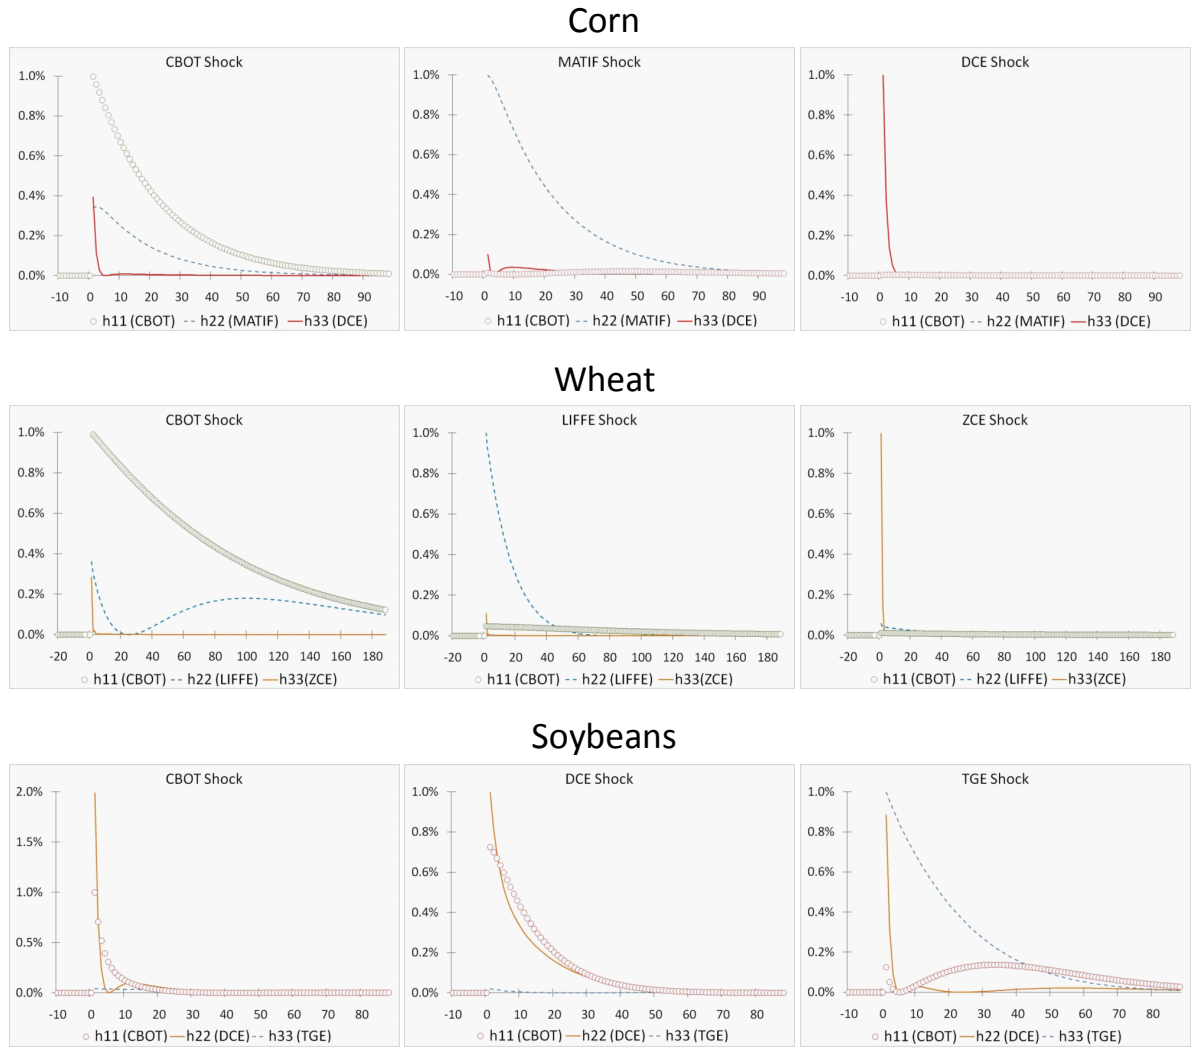 Corn
CBOT Shock
1.0%
0.8%
0.6%
0.4%
0.2%
0.0%
-10 0 10 20 30 40 50 60 70 80 90
h11 (CBOT) h22 (MATIF) h33 (DCE)
MATIF Shock
1.0%
0.8%
0.6%
0.4%
0.2%
0.0%
-10 0 10 20 30 40 50 60 70 80 90
h11 (CBOT) h22 (MATIF) h33 (DCE)
DCE Shock
1.0%
0.8%
0.6%
0.4%
0.2%
0.0%
-10 0 10 20 30 40 50 60 70 80 90
h11 (CBOT) h22 (MATIF) h33 (DCE)
Wheat
CBOT Shock
1.0%
0.8%
0.6%
0.4%
0.2%
0.0%
-20 0 20 40 60 80 100 120 140 160 180
h11 (CBOT) h22 (LIFFE) h33(ZCE)
LIFFE Shock
1.0%
0.8%
0.6%
0.4%
0.2%
0.0%
-20 0 20 40 60 80 100 120 140 160 180
h11 (CBOT) h22 (LIFFE) h33(ZCE)
ZCE Shock
1.0%
0.8%
0.6%
0.4%
0.2%
0.0%
-20 0 20 40 60 80 100 120 140 160 180
h11 (CBOT) h22 (LIFFE) h33(ZCE)
Soybeans
CBOT Shock
2.0%
1.5%
1.0%
0.5%
0.0%
-10 0 10 20 30 40 50 60 70 80
h11 (CBOT) h22 (DCE) h33 (TGE)
DCE Shock
1.0%
0.8%
0.6%
0.4%
0.2%
0.0%
-10 0 10 20 30 40 50 60 70 80
h11 (CBOT) h22 (DCE) h33 (TGE)
TGE Shock
1.0%
0.8%
0.6%
0.4%
0.2%
0.0%
-10 0 10 20 30 40 50 60 70 80
h11 (CBOT) h22 (DCE) h33 (TGE)